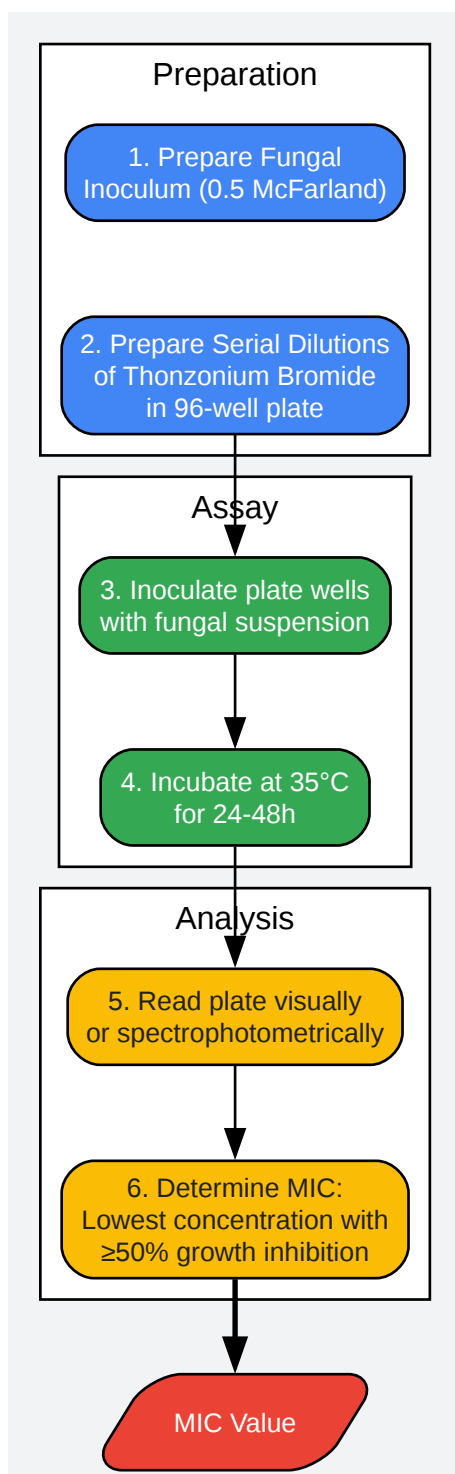 Preparation
1. Prepare Fungal
Inoculum (0.5 McFarland)
2. Prepare Serial Dilutions
of Thonzonium Bromide
in 96-well plate
Assay
3. Inoculate plate wells
with fungal suspension
4. Incubate at 35°C
for 24-48h
Analysis
5. Read plate visually
or spectrophotometrically
6. Determine MIC:
Lowest concentration with
≥50% growth inhibition
MIC Value